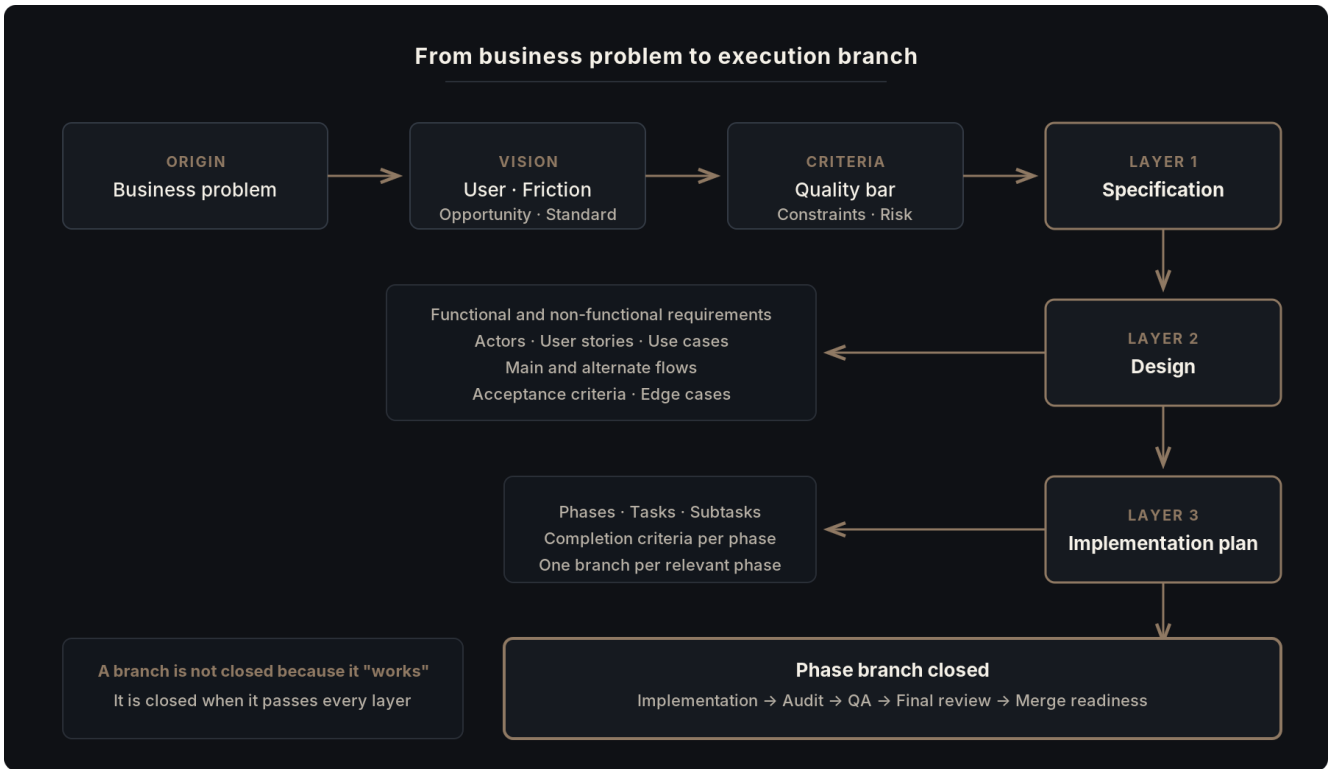 From business problem to execution branch
ORIGIN
Business problem
VISION
User · Friction
Opportunity · Standard
CRITERIA
Quality bar
Constraints · Risk
LAYER 1
Specification
Functional and non-functional requirements
Actors · User stories · Use cases
Main and alternate flows
Acceptance criteria · Edge cases
LAYER 2
Design
Phases · Tasks · Subtasks
Completion criteria per phase
One branch per relevant phase
LAYER 3
Implementation plan
A branch is not closed because it "works"
It is closed when it passes every layer
Phase branch closed
Implementation → Audit → QA → Final review → Merge readiness